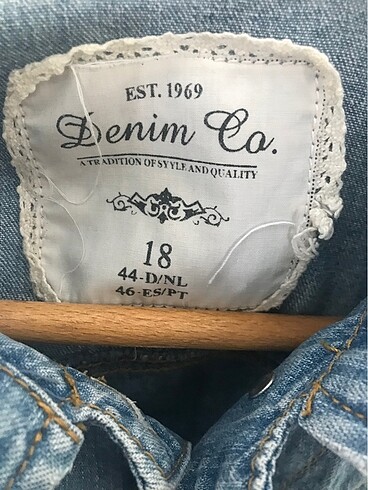 EST. 1969
Denim Co.
A TRADITION OF SYYLE AND QUALITY
18
44-D/NL
46-ES/PT